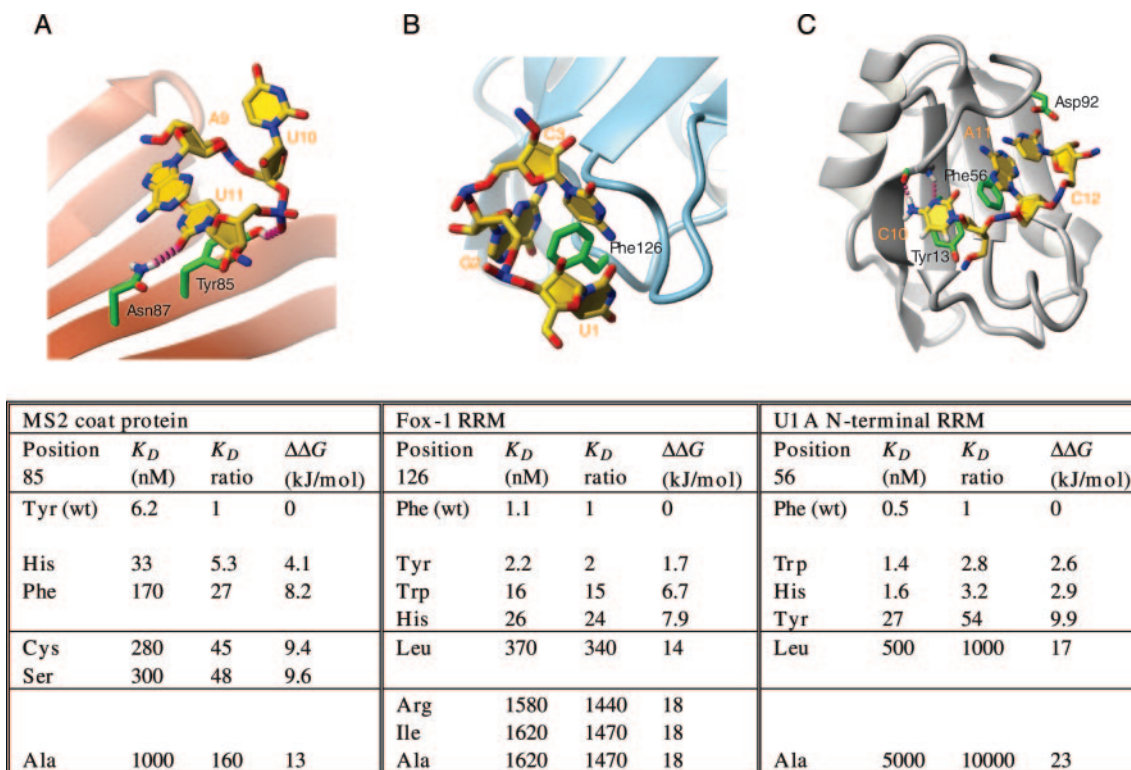 A B C
A9
U10
U11
Tyr85
Asn87
C3
G2
Phe126
U1
Asp92
A11
Phe56
C12
C10
Tyr13
MS2 coat protein Fox-1 RRM U1A N-terminal RRM
Position K_D K_D ΔΔG Position K_D K_D ΔΔG Position K_D K_D ΔΔG
85 (nM) ratio (kJ/mol) 126 (nM) ratio (kJ/mol) 56 (nM) ratio (kJ/mol)
Tyr (wt) 6.2 1 0 Phe (wt) 1.1 1 0 Phe (wt) 0.5 1 0
His 33 5.3 4.1 Tyr 2.2 2 1.7 Trp 1.4 2.8 2.6
Phe 170 27 8.2 Trp 16 15 6.7 His 1.6 3.2 2.9
His 26 24 7.9 Tyr 27 54 9.9
Cys 280 45 9.4 Leu 370 340 14 Leu 500 1000 17
Ser 300 48 9.6
Arg 1580 1440 18
Ile 1620 1470 18
Ala 1000 160 13 Ala 1620 1470 18 Ala 5000 10000 23